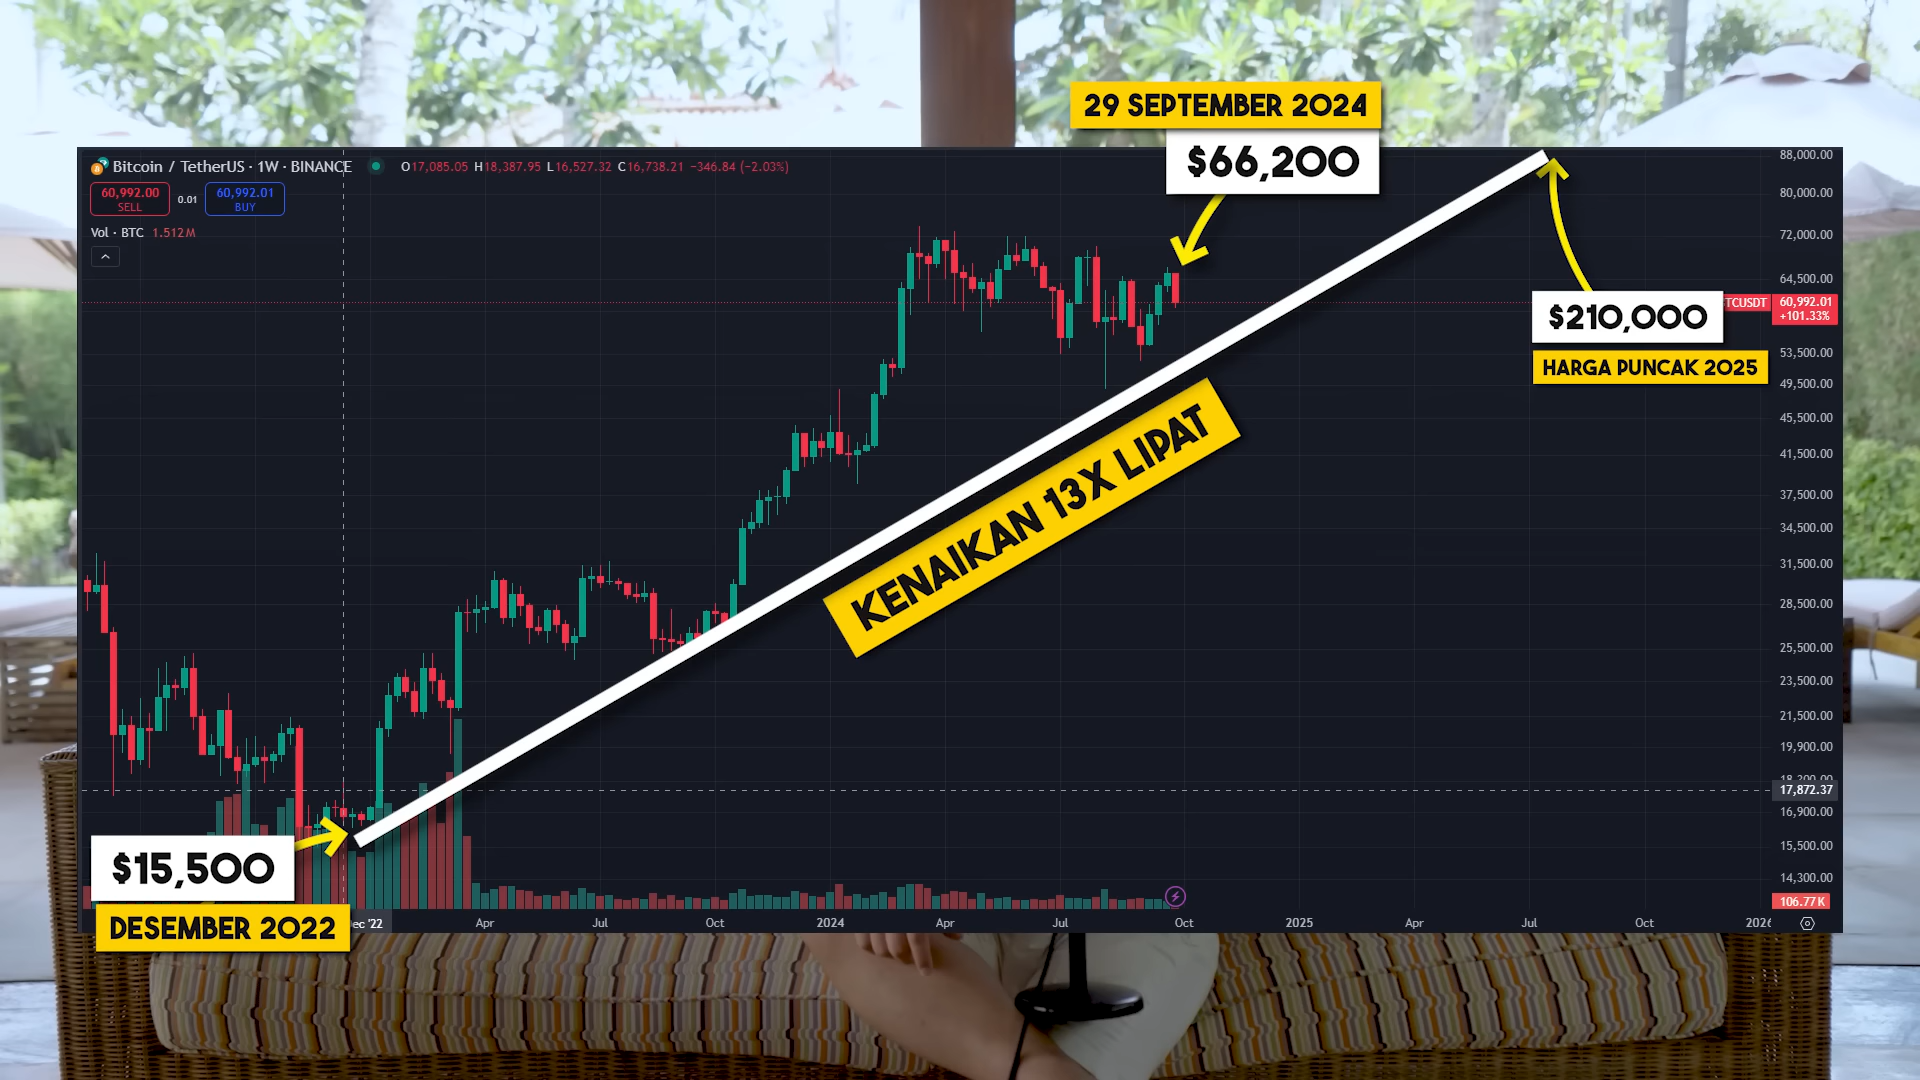 29 SEPTEMBER 2024
$66,200
Bitcoin / TetherUS · 1W · BINANCE
O17,085.05 H18,387.95 L16,527.32 C16,738.21 −346.84 (−2.03%)
60,992.00
SELL
0.01
60,992.01
BUY
Vol · BTC 1.512M
88,000.00
80,000.00
72,000.00
64,500.00
TCUSDT
60,992.01
+101.33%
53,500.00
49,500.00
45,500.00
41,500.00
37,500.00
34,500.00
31,500.00
28,500.00
25,500.00
23,500.00
21,500.00
19,900.00
18,200.00
17,872.37
16,900.00
15,500.00
14,300.00
106.77K
$210,000
HARGA PUNCAK 2025
KENAIKAN 13X LIPAT
$15,500
DESEMBER 2022
ec '22 Apr Jul Oct 2024 Apr Jul Oct 2025 Apr Jul Oct 2026